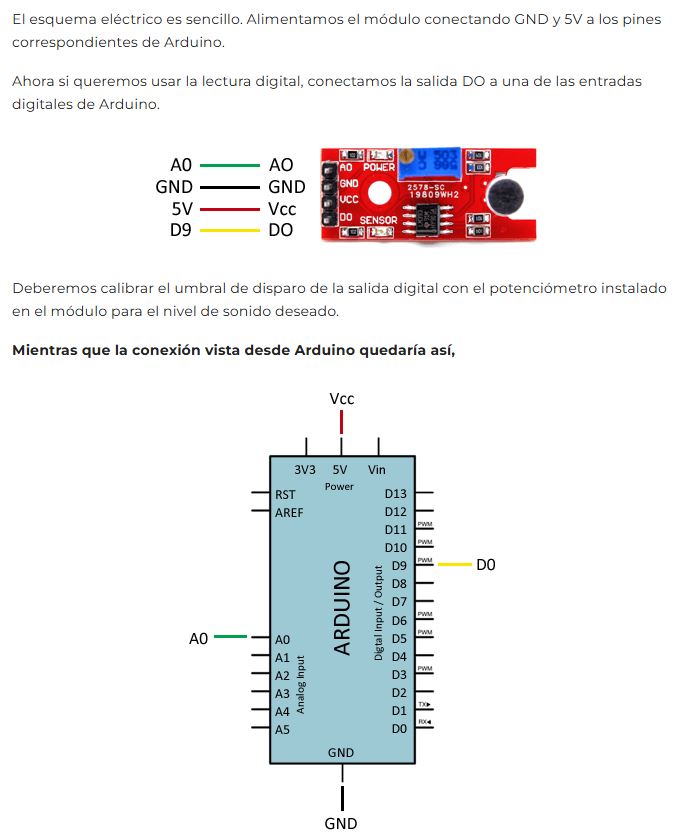 El esquema eléctrico es sencillo. Alimentamos el módulo conectando GND y 5V a los pines
correspondientes de Arduino.
Ahora si queremos usar la lectura digital, conectamos la salida DO a una de las entradas
digitales de Arduino.
A0 AO
GND GND
5V Vcc
D9 DO
A0 POWER
GND
VCC
DO SENSOR
2578-SC
19809WH2
Deberemos calibrar el umbral de disparo de la salida digital con el potenciómetro instalado
en el módulo para el nivel de sonido deseado.
Mientras que la conexión vista desde Arduino quedaría así,
Vcc
3V3 5V Vin
Power
RST D13
AREF D12
PWM
D11
PWM
D10
PWM
D9 DO
D8
D7
PWM
D6
PWM
AO A0 D5
A1 D4
PWM
A2 D3
A3 D2
TX
A4 D1
RX
A5 D0
ARDUINO
Analog Input
Digtal Input / Output
GND
GND